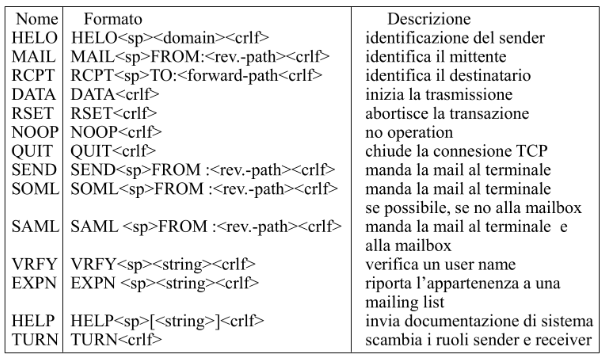 Nome Formato Descrizione
HELO HELO<sp><domain><crlf> identificazione del sender
MAIL MAIL<sp>FROM:<rev.-path><crlf> identifica il mittente
RCPT RCPT<sp>TO:<forward-path<crlf> identifica il destinatario
DATA DATA<crlf> inizia la trasmissione
RSET RSET<crlf> abortisce la transazione
NOOP NOOP<crlf> no operation
QUIT QUIT<crlf> chiude la connesione TCP
SEND SEND<sp>FROM :<rev.-path><crlf> manda la mail al terminale
SOML SOML<sp>FROM :<rev.-path><crlf> manda la mail al terminale
se possibile, se no alla mailbox
SAML SAML <sp>FROM :<rev.-path><crlf> manda la mail al terminale e
alla mailbox
VRFY VRFY<sp><string><crlf> verifica un user name
EXPN EXPN <sp><string><crlf> riporta l'appartenenza a una
mailing list
HELP HELP<sp>[<string>]<crlf> invia documentazione di sistema
TURN TURN<crlf> scambia i ruoli sender e receiver